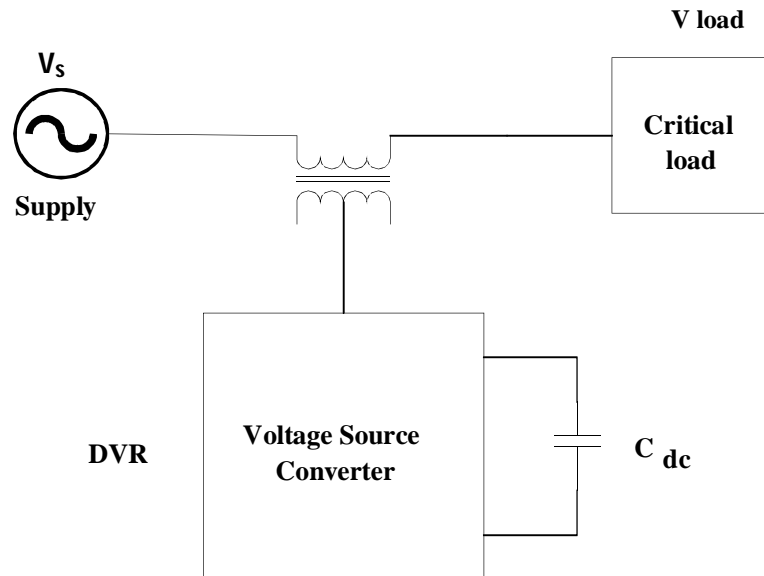 V load
Vs
Critical
load
Supply
Voltage Source
Converter
DVR
C dc